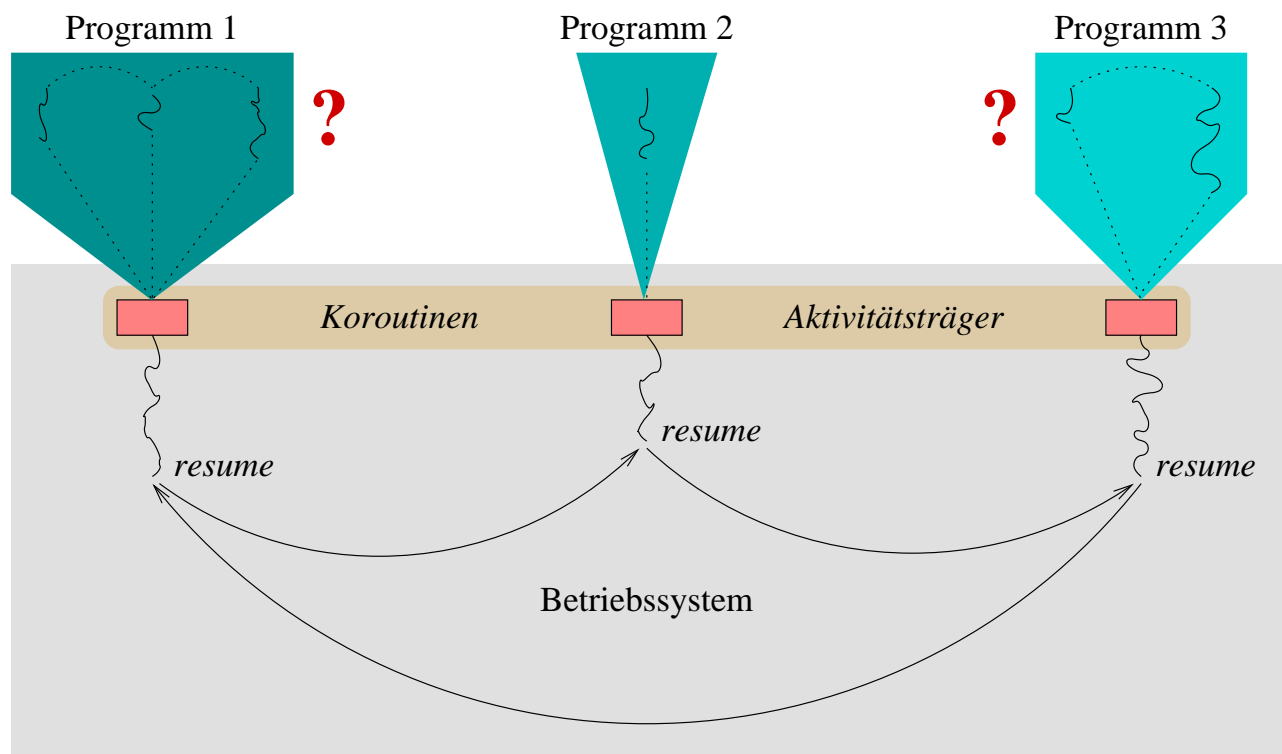 Programm 1
Programm 2
Programm 3
?
?
Koroutinen
Aktivitätsträger
resume
resume
resume
Betriebssystem